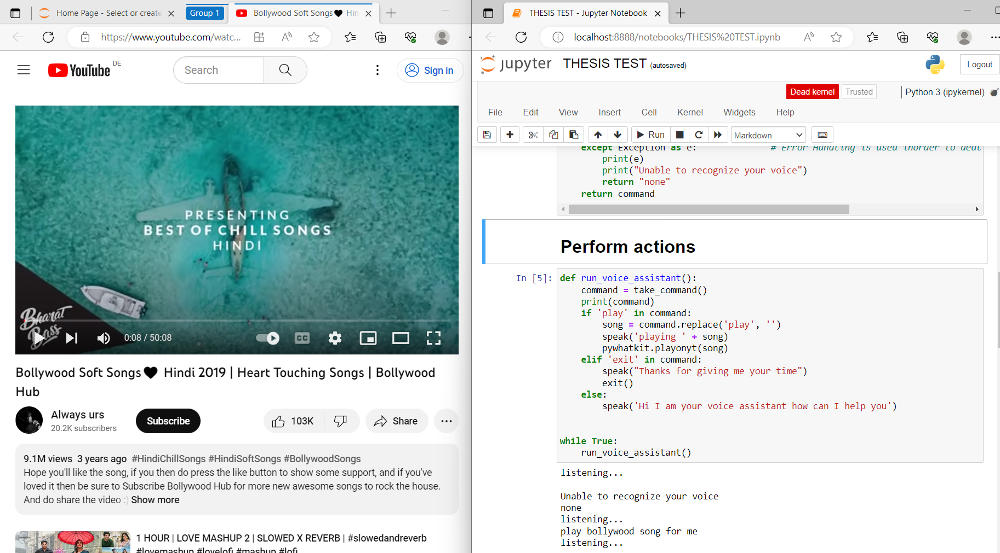 Home Page - Select or create
Group 1
Bollywood Soft Songs🖤 Hin
https://www.youtube.com/watc...
YouTube DE
Search
Sign in
PRESENTING
BEST OF CHILL SONGS
HINDI
Bharat
Bass
0:08 / 50:08
CC
Bollywood Soft Songs🖤 Hindi 2019 | Heart Touching Songs | Bollywood
Hub
Always urs
20.2K subscribers
Subscribe
103K
Share
9.1M views 3 years ago #HindiChillSongs #HindiSoftSongs #BollywoodSongs
Hope you'll like the song, if you then do press the like button to show some support, and if you've
loved it then be sure to Subscribe Bollywood Hub for more new awesome songs to rock the house.
And do share the video :) Show more
1 HOUR | LOVE MASHUP 2 | SLOWED X REVERB | #slowedandreverb
#lovemashup #lovelofi #mashup #lofi
THESIS TEST - Jupyter Notebook
localhost:8888/notebooks/THESIS%20TEST.ipynb
jupyter THESIS TEST (autosaved)
Logout
Dead kernel
Trusted
Python 3 (ipykernel)
File Edit View Insert Cell Kernel Widgets Help
Run
Markdown
except Exception as e: # Error Handling is used inorder to deal
print(e)
print("Unable to recognize your voice")
return "none"
return command
Perform actions
In [5]:
def run_voice_assistant():
command = take_command()
print(command)
if 'play' in command:
song = command.replace('play', '')
speak('playing ' + song)
pywhatkit.playonyt(song)
elif 'exit' in command:
speak("Thanks for giving me your time")
exit()
else:
speak('Hi I am your voice assistant how can I help you')
while True:
run_voice_assistant()
listening...
Unable to recognize your voice
none
listening...
play bollywood song for me
listening...